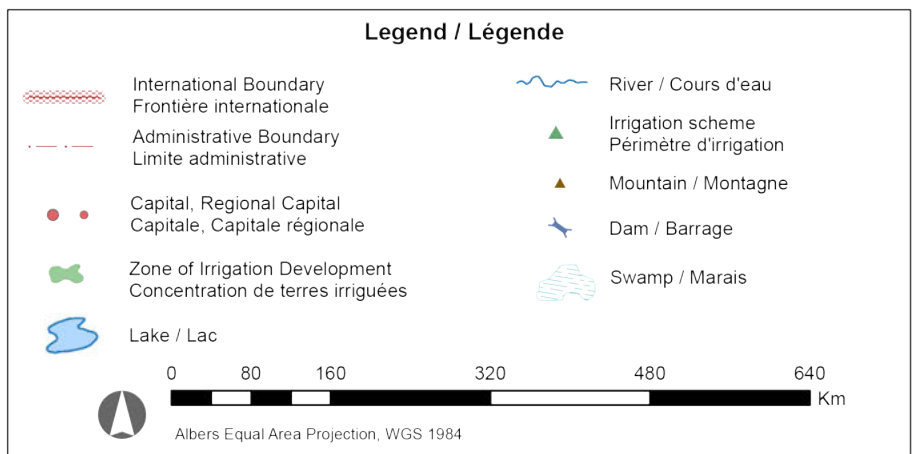 Legend / Légende
International Boundary
Frontière internationale
Administrative Boundary
Limite administrative
Capital, Regional Capital
Capitale, Capitale régionale
Zone of Irrigation Development
Concentration de terres irriguées
Lake / Lac
River / Cours d'eau
Irrigation scheme
Périmètre d'irrigation
Mountain / Montagne
Dam / Barrage
Swamp / Marais
0 80 160 320 480 640
Km
Albers Equal Area Projection, WGS 1984